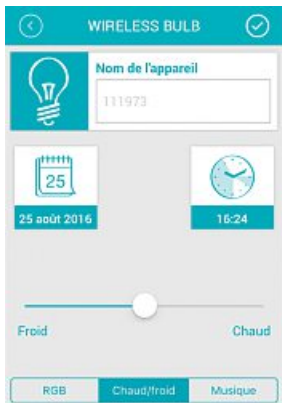 WIRELESS BULB
Nom de l'appareil
111973
25
25 août 2016
16:24
Froid
Chaud
RGB
Chaud/froid
Musique